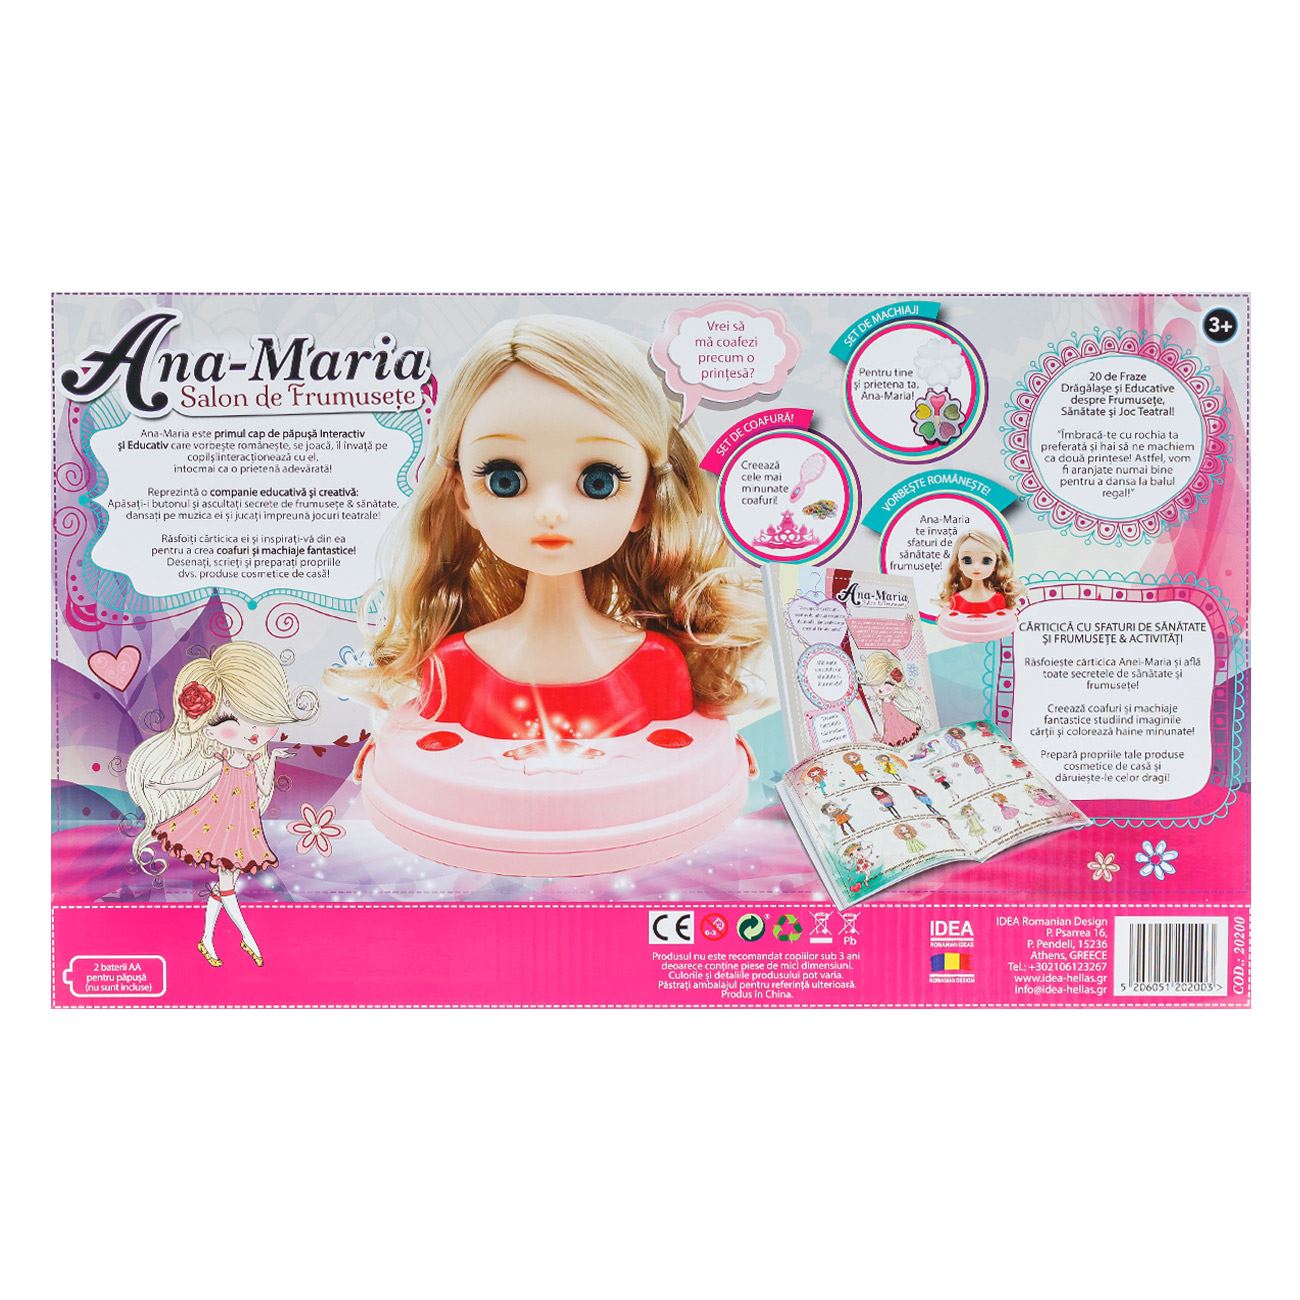 Ana-Maria
Salon de Frumusețe
Ana-Maria este primul cap de păpușă Interactiv
și Educativ care vorbește românește, se joacă, îl învață pe
copilșiinteracționează cu el,
întocmai ca o prietenă adevărată!
Reprezintă o companie educativă și creativă:
Apăsați-i butonul și ascultați secrete de frumusețe & sănătate,
dansați pe muzica ei și jucați împreună jocuri teatrale!
Răsfoiți cărticica ei și inspirați-vă din ea
pentru a crea coafuri și machiaje fantastice!
Desenați, scrieți și preparați propriile
dvs. produse cosmetice de casă!
Vrei să
mă coafezi
precum o
prințesă?
SET DE MACHIAJ!
Pentru tine
și prietena ta,
Ana-Maria!
SET DE COAFURĂ!
Creează
cele mai
minunate
coafuri!
VORBEȘTE ROMÂNEȘTE!
Ana-Maria
te învață
sfaturi de
sănătate &
frumusețe!
3+
20 de Fraze
Drăgălașe și Educative
despre Frumusețe,
Sănătate și Joc Teatral!
"Îmbracă-te cu rochia ta
preferată și hai să ne machiem
ca două prințese! Astfel, vom
fi aranjate numai bine
pentru a dansa la balul
regal!"
Ana-Maria
Salon de Frumusețe
CĂRTICICĂ CU SFATURI DE SĂNĂTATE
ȘI FRUMUSEȚE & ACTIVITĂȚI
Răsfoiește cărticica Anei-Maria și află
toate secretele de sănătate și
frumusețe!
Creează coafuri și machiaje
fantastice studiind imaginile
cărții și colorează haine minunate!
Prepară propriile tale produse
cosmetice de casă și
dăruiește-le celor dragi!
2 baterii AA
pentru păpușă
(nu sunt incluse)
CE
0-3
Pb
Produsul nu este recomandat copiilor sub 3 ani
deoarece conține piese de mici dimensiuni.
Culorile și detaliile produsului pot varia.
Păstrați ambalajul pentru referință ulterioară.
Produs în China.
IDEA
ROMANIAN IDEAS
ROMANIAN DESIGN
IDEA Romanian Design
P. Psarrea 16,
P. Pendeli, 15236
Athens, GREECE
Tel.: +302106123267
www.idea-hellas.gr
info@idea-hellas.gr
5 206051 202003 >
COD.: 20200